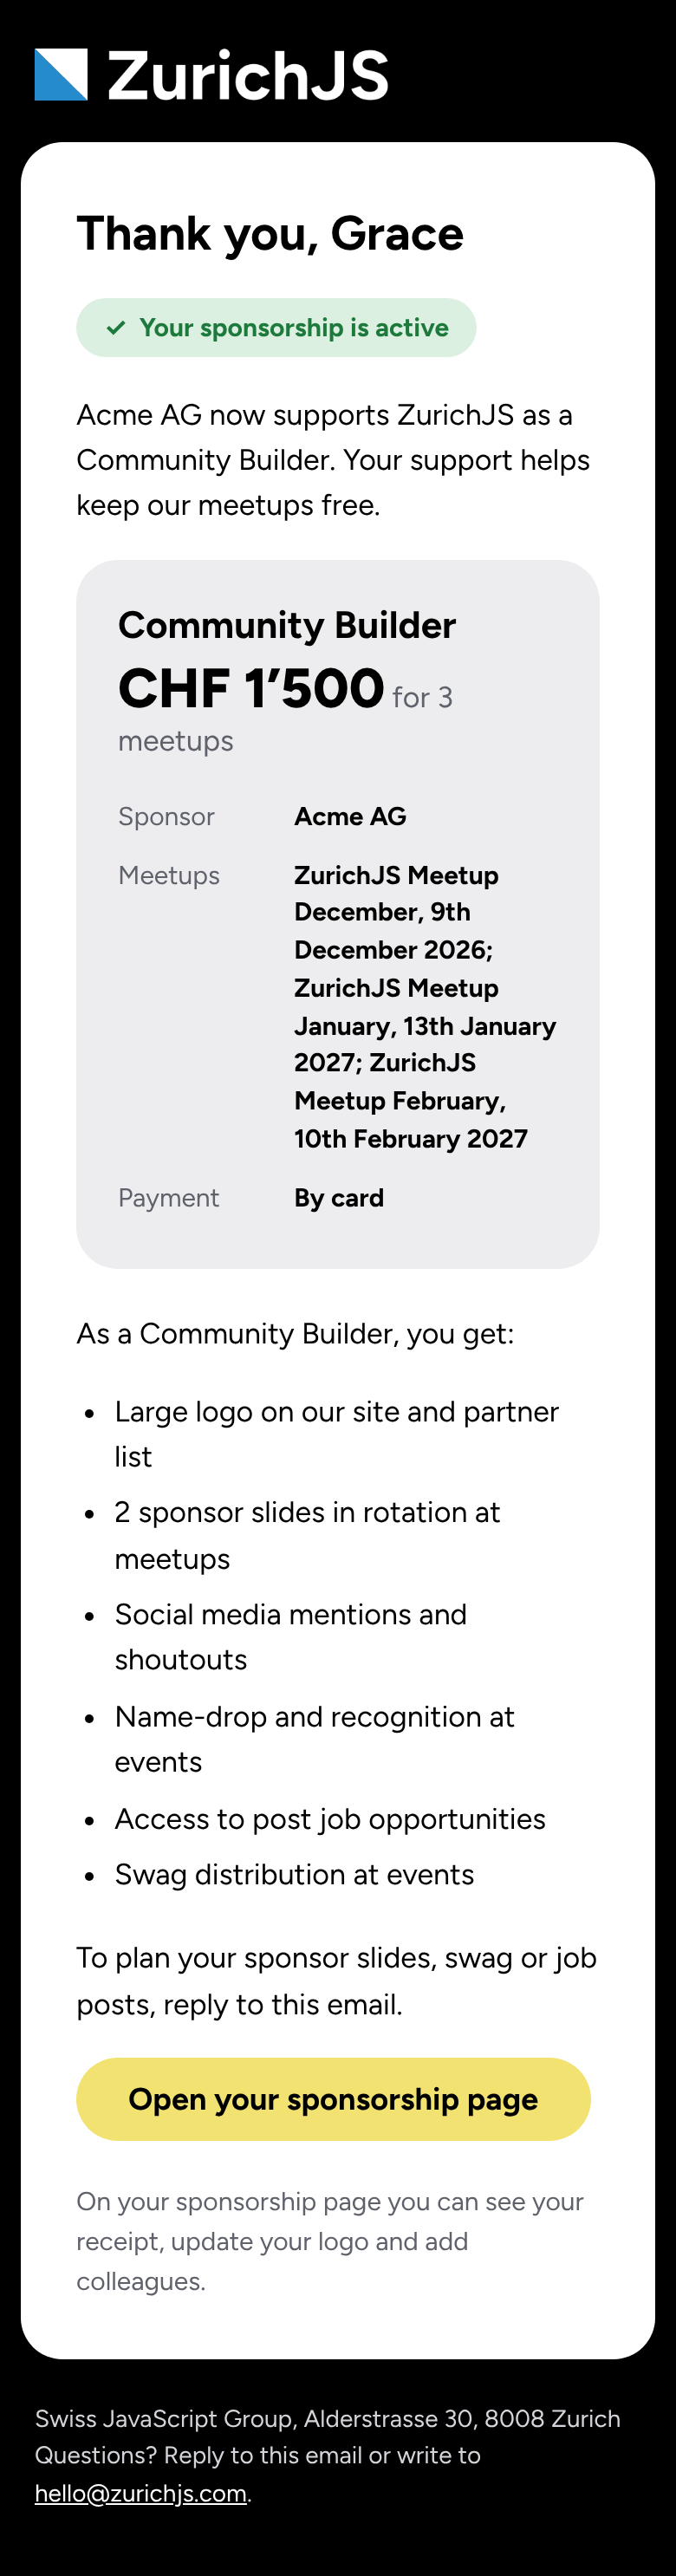 ZurichJS
Thank you, Grace
✓ Your sponsorship is active
Acme AG now supports ZurichJS as a
Community Builder. Your support helps
keep our meetups free.
Community Builder
CHF 1’500 for 3
meetups
Sponsor Acme AG
Meetups ZurichJS Meetup
December, 9th
December 2026;
ZurichJS Meetup
January, 13th January
2027; ZurichJS
Meetup February,
10th February 2027
Payment By card
As a Community Builder, you get:
• Large logo on our site and partner
list
• 2 sponsor slides in rotation at
meetups
• Social media mentions and
shoutouts
• Name-drop and recognition at
events
• Access to post job opportunities
• Swag distribution at events
To plan your sponsor slides, swag or job
posts, reply to this email.
Open your sponsorship page
On your sponsorship page you can see your
receipt, update your logo and add
colleagues.
Swiss JavaScript Group, Alderstrasse 30, 8008 Zurich
Questions? Reply to this email or write to
hello@zurichjs.com.